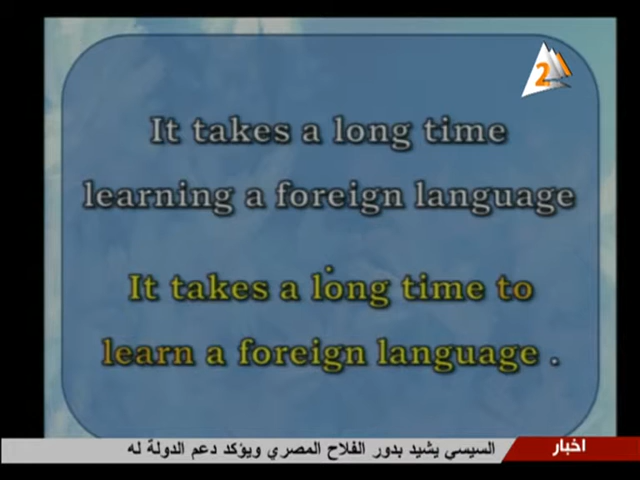 2
It takes a long time
learning a foreign language
It takes a long time to
learn a foreign language .
اخبار
السيسي يشيد بدور الفلاح المصري ويؤكد دعم الدولة له